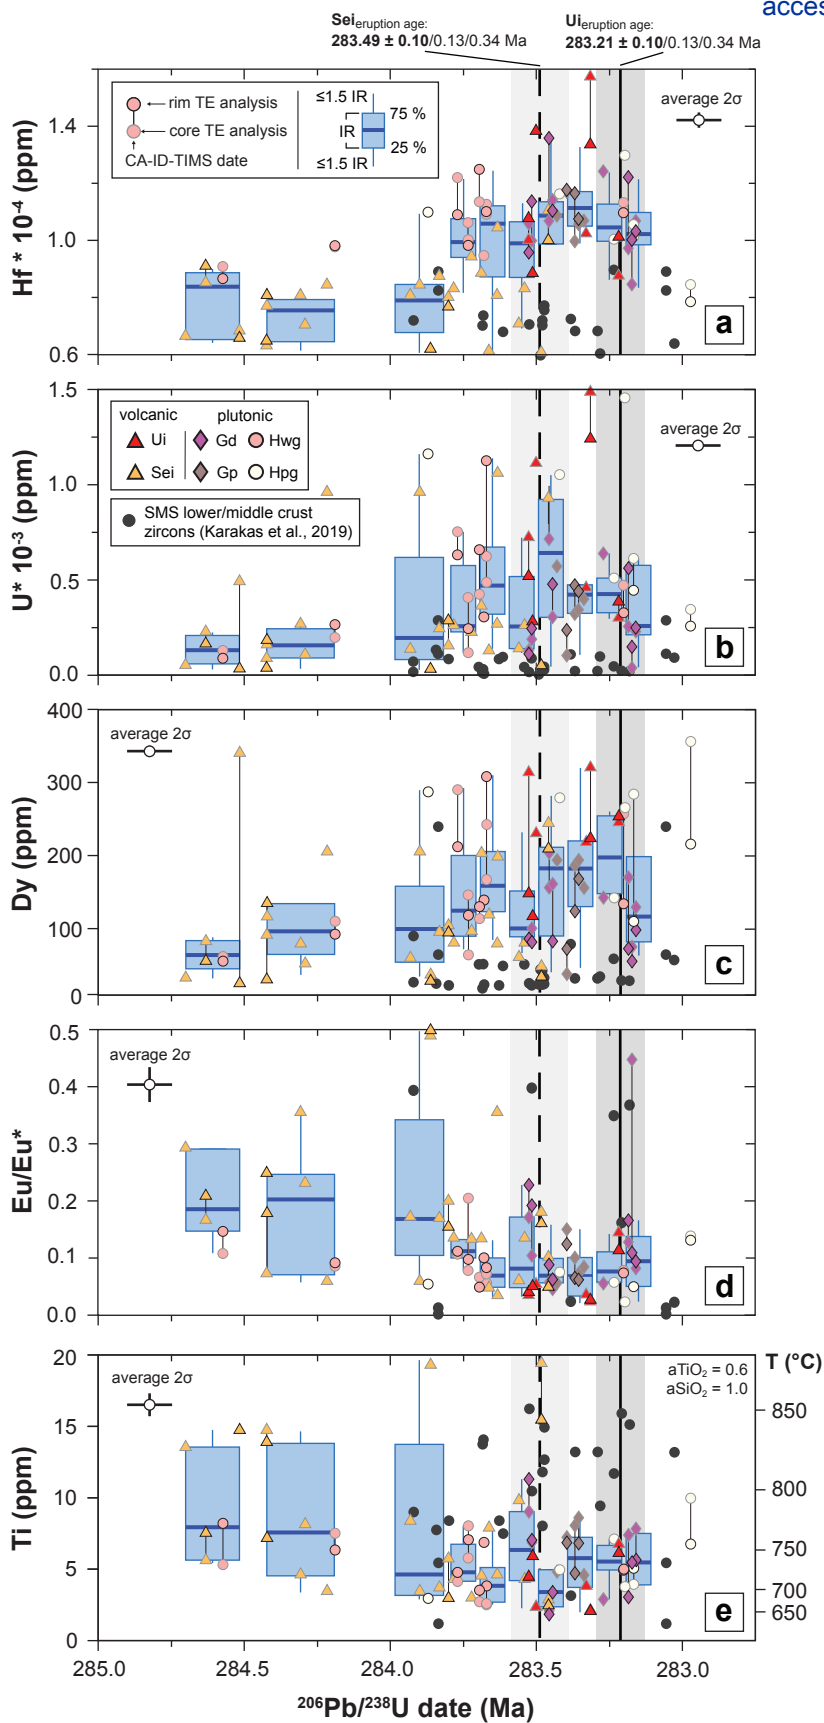 acces
Sei eruption age:
283.49 ± 0.10/0.13/0.34 Ma
Ui eruption age:
283.21 ± 0.10/0.13/0.34 Ma
Hf * 10⁻⁴ (ppm)
1.4
1.0
0.6
rim TE analysis
core TE analysis
CA-ID-TIMS date
≤1.5 IR
IR
75 %
25 %
≤1.5 IR
average 2σ
a
U* 10⁻³ (ppm)
1.5
1.0
0.5
0.0
volcanic
plutonic
Ui
Gd
Hwg
Sei
Gp
Hpg
SMS lower/middle crust
zircons (Karakas et al., 2019)
average 2σ
b
Dy (ppm)
400
300
200
100
0
average 2σ
c
Eu/Eu*
0.5
0.4
0.3
0.2
0.1
0.0
average 2σ
d
Ti (ppm)
20
15
10
5
0
average 2σ
aTiO₂ = 0.6
aSiO₂ = 1.0
T (°C)
850
800
750
700
650
e
285.0
284.5
284.0
283.5
283.0
²⁰⁶Pb/²³⁸U date (Ma)